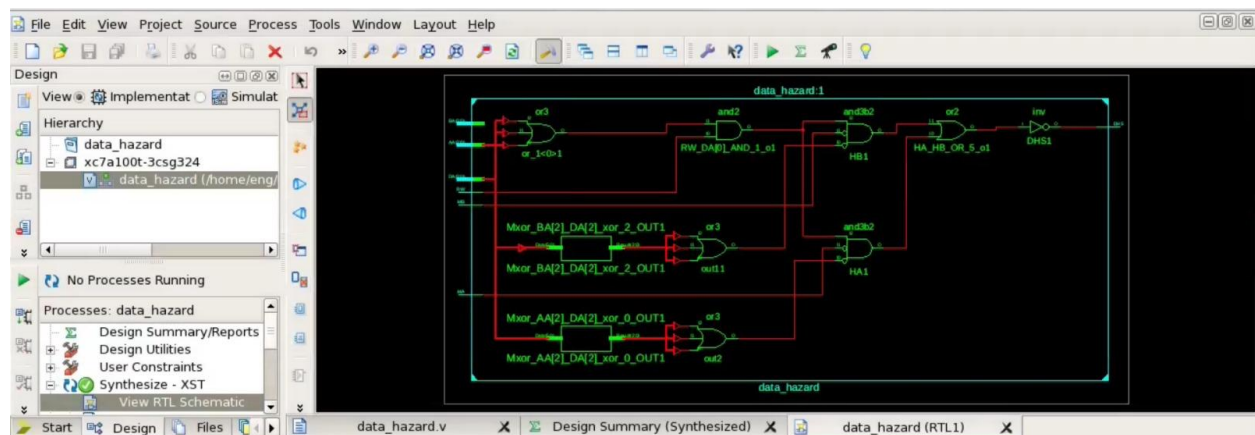 File Edit View Project Source Process Tools Window Layout Help
Design
View Implementat Simulat
Hierarchy
data_hazard
xc7a100t-3csg324
data_hazard (/home/eng/
No Processes Running
Processes: data_hazard
Design Summary/Reports
Design Utilities
User Constraints
Synthesize - XST
View RTL Schematic
Start Design Files
data_hazard:1
or3
or_1<0>1
and2
RW_DA[0]_AND_1_o1
and3b2
HB1
or2
HA_HB_OR_5_o1
inv
DHS1
Mxor_BA[2]_DA[2]_xor_2_OUT1
Mxor_BA[2]_DA[2]_xor_2_OUT1
or3
out11
and3b2
HA1
Mxor_AA[2]_DA[2]_xor_0_OUT1
Mxor_AA[2]_DA[2]_xor_0_OUT1
or3
out2
data_hazard
data_hazard.v
Design Summary (Synthesized)
data_hazard (RTL1)